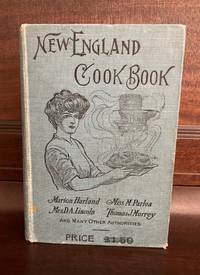 New England
Cook Book
Marion Harland Miss M. Parloa
Mrs. D. A. Lincoln Thomas J. Murrey
And Many Other Authorities
PRICE $1.50